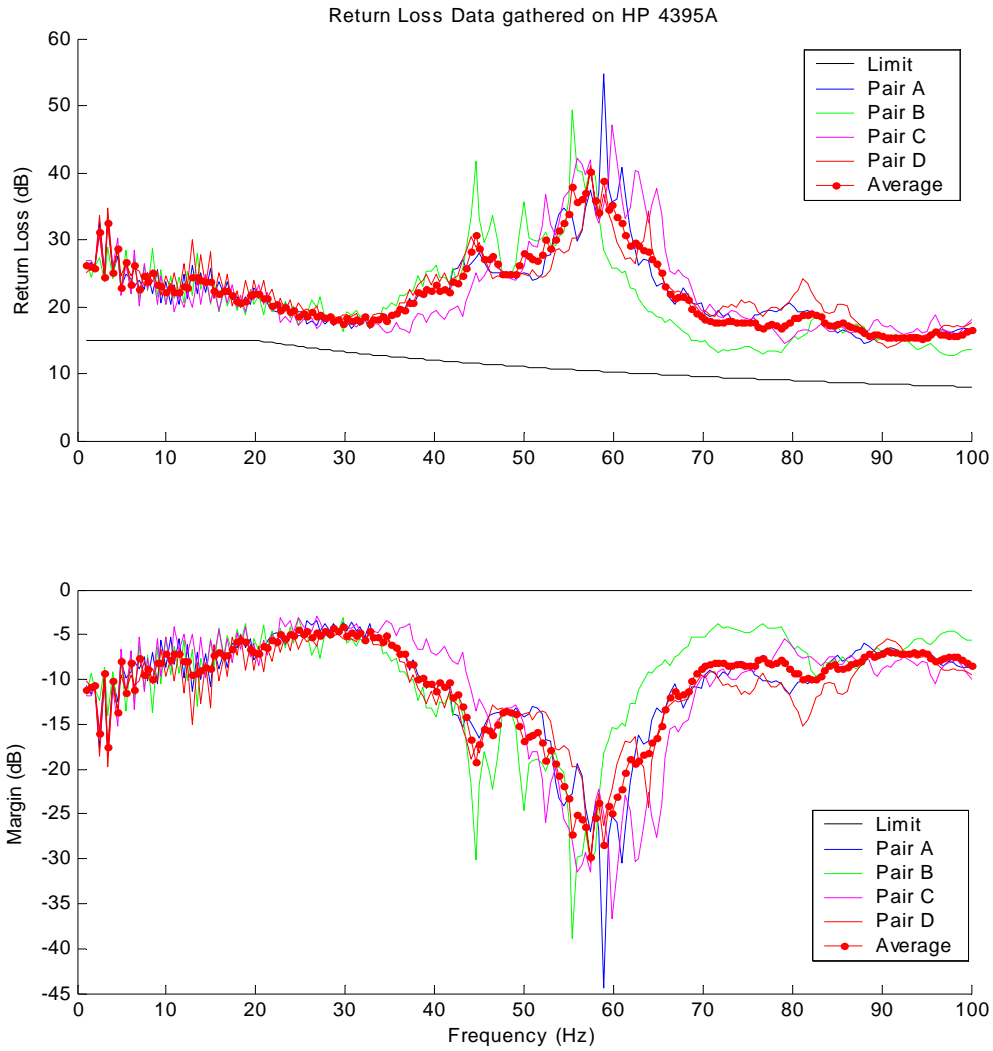 Return Loss Data gathered on HP 4395A
60
50
40
30
20
10
0
Return Loss (dB)
Limit
Pair A
Pair B
Pair C
Pair D
Average
0 10 20 30 40 50 60 70 80 90 100
0
-5
-10
-15
-20
-25
-30
-35
-40
-45
Margin (dB)
Limit
Pair A
Pair B
Pair C
Pair D
Average
0 10 20 30 40 50 60 70 80 90 100
Frequency (Hz)